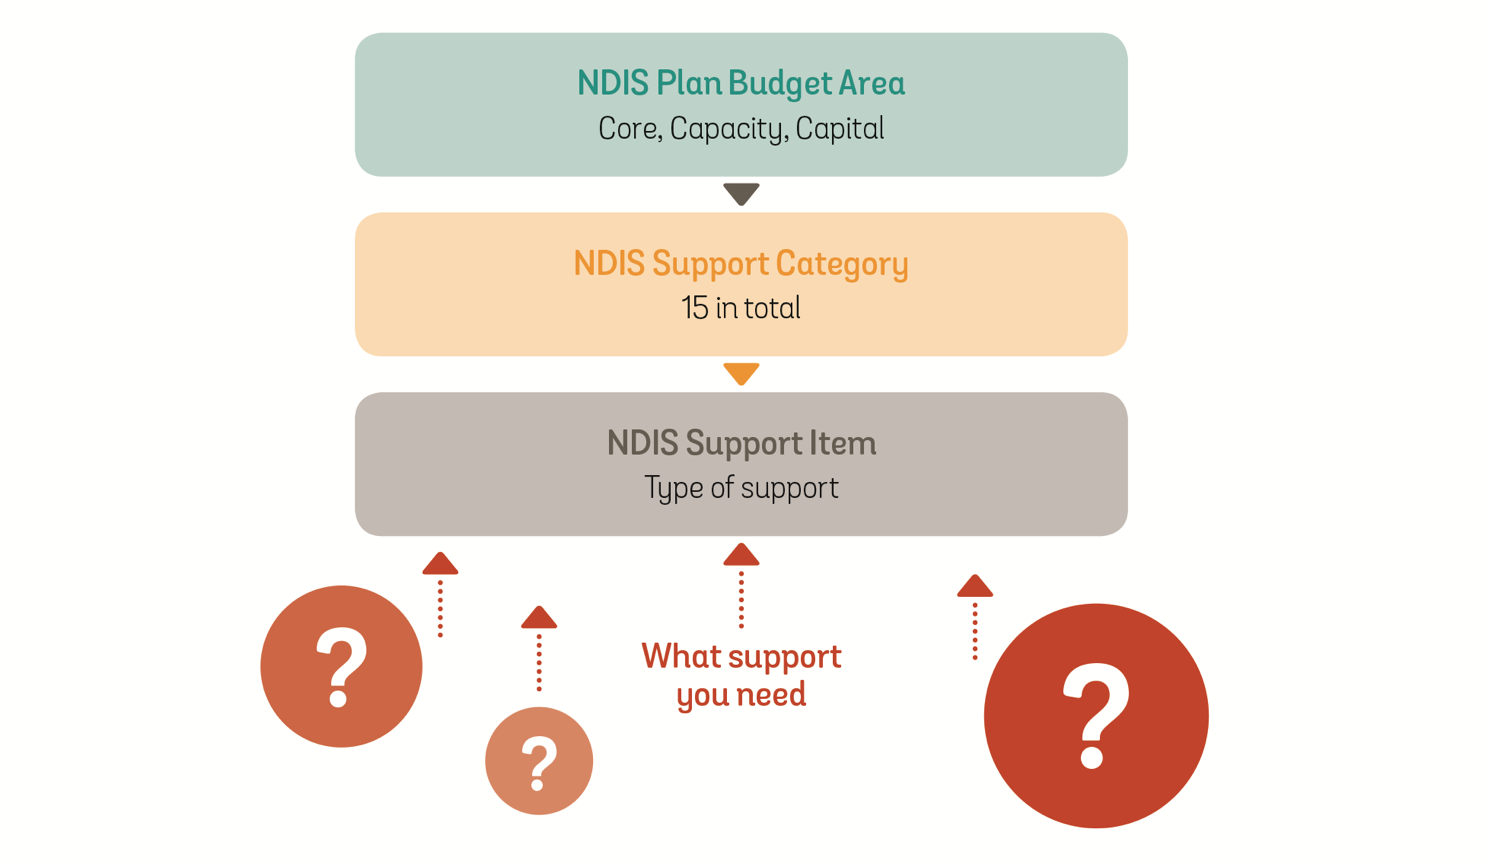 NDIS Plan Budget Area
Core, Capacity, Capital
NDIS Support Category
15 in total
NDIS Support Item
Type of support
What support
you need
?
?
?